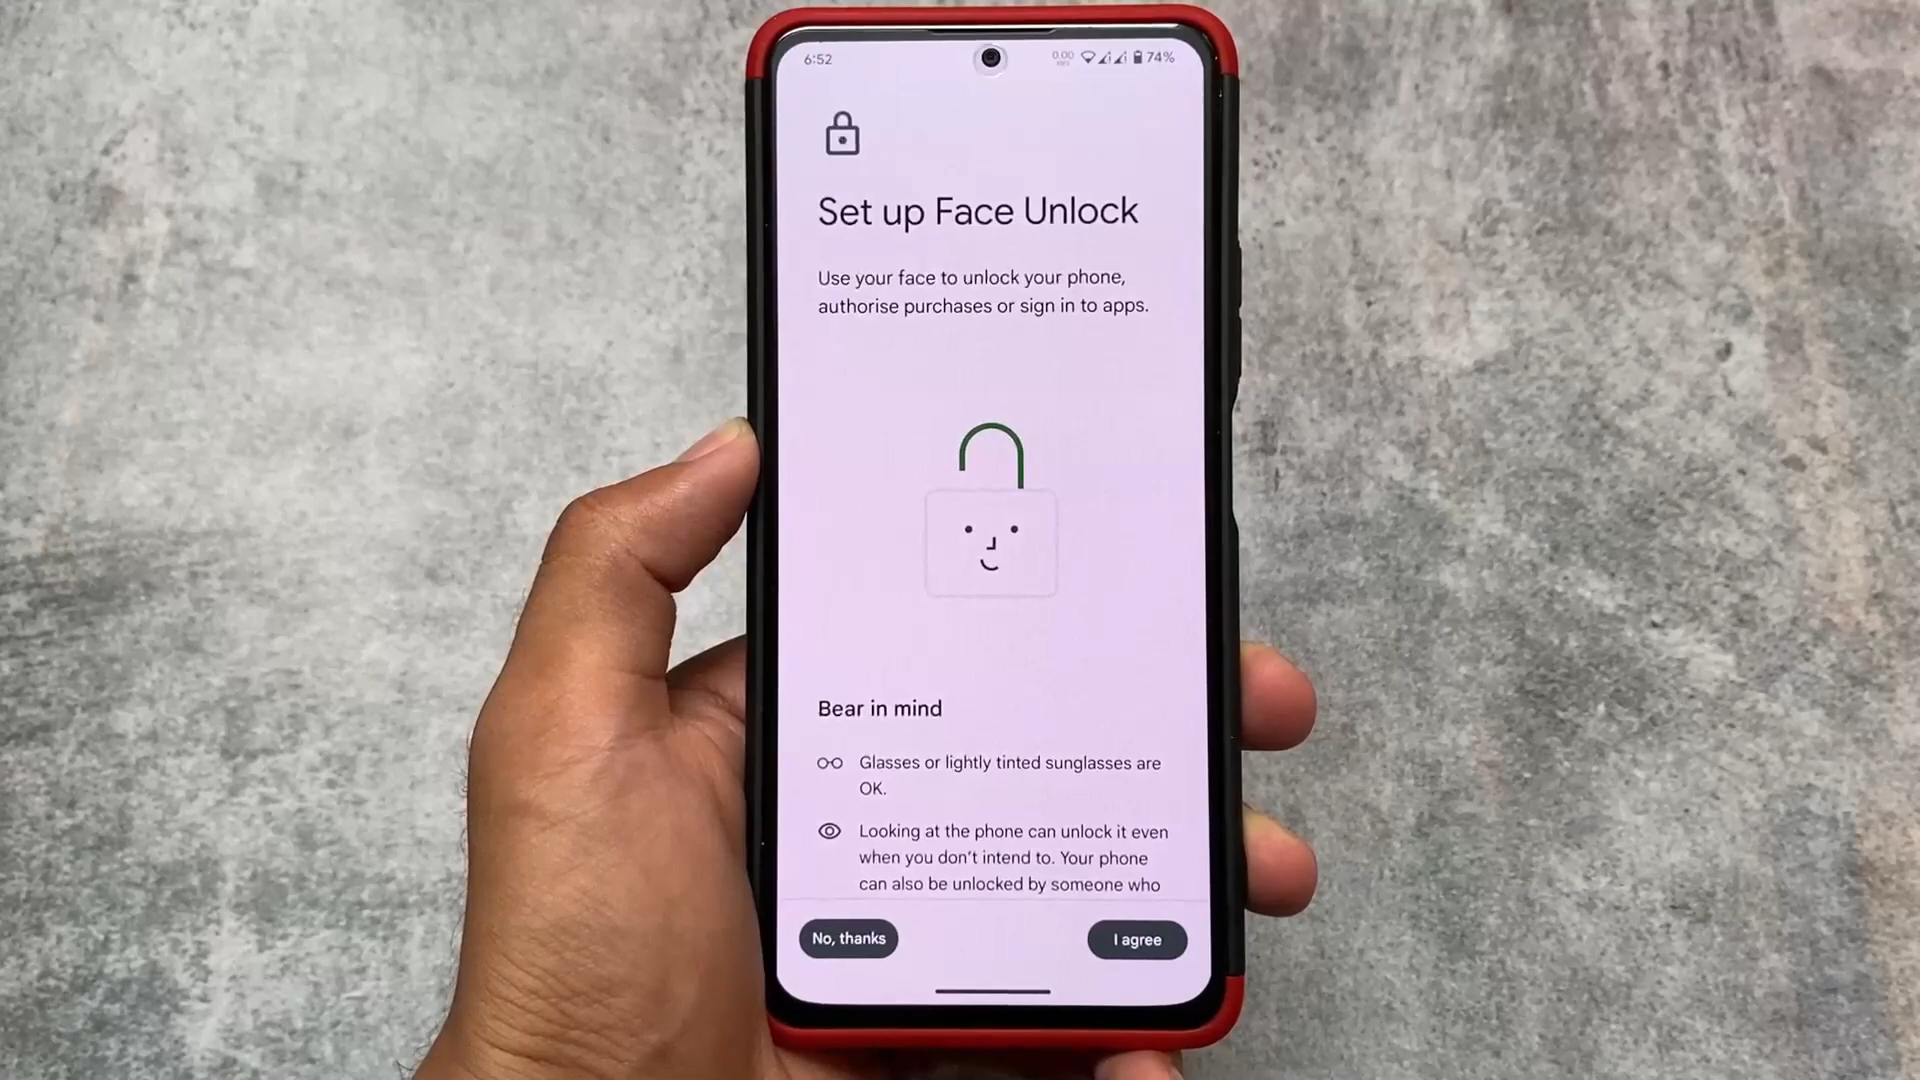 6:52
0.00
74%
Set up Face Unlock
Use your face to unlock your phone,
authorise purchases or sign in to apps.
Bear in mind
Glasses or lightly tinted sunglasses are
OK.
Looking at the phone can unlock it even
when you don't intend to. Your phone
can also be unlocked by someone who
No, thanks
I agree